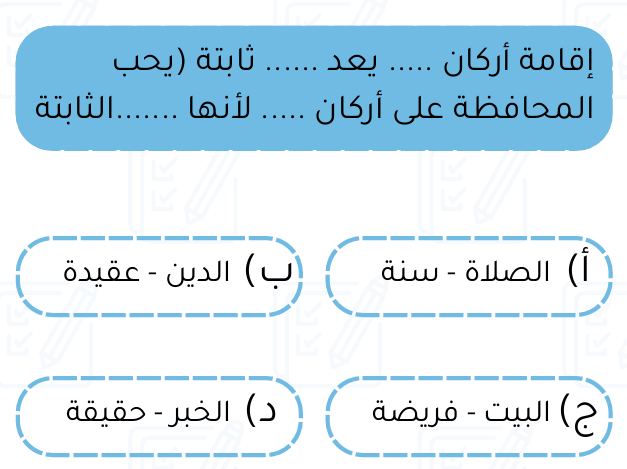 إقامة أركان ..... يعد ...... ثابتة (يحب
المحافظة على أركان ..... لأنها .......الثابتة
أ) الصلاة - سنة
ب) الدين - عقيدة
ج) البيت - فريضة
د) الخبر - حقيقة